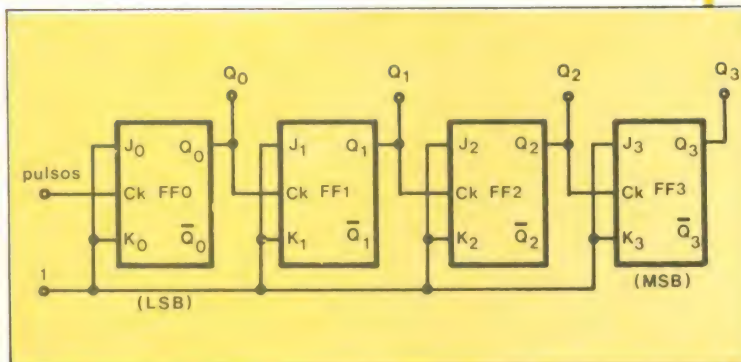 Q₀ Q₁ Q₂ Q₃
J₀ Q₀ J₁ Q₁ J₂ Q₂ J₃ Q₃
pulsos
Ck FF0 Ck FF1 Ck FF2 Ck FF3
K₀ Q̅₀ K₁ Q̅₁ K₂ Q̅₂ K₃ Q̅₃
1
(LSB) (MSB)